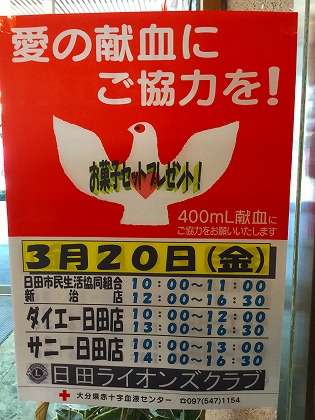 愛の献血に
ご協力を!
お菓子セットプレゼント!
400mL献血に
ご協力をお願いいたします
3月20日(金)
日田市民生活協同組合 10:00~11:00
新治店 12:00~16:30
ダイエー日田店 10:00~12:00
13:00~16:30
サニー日田店 10:00~13:00
14:00~16:30
日田ライオンズクラブ
大分県赤十字血液センター ☎097(547)1154